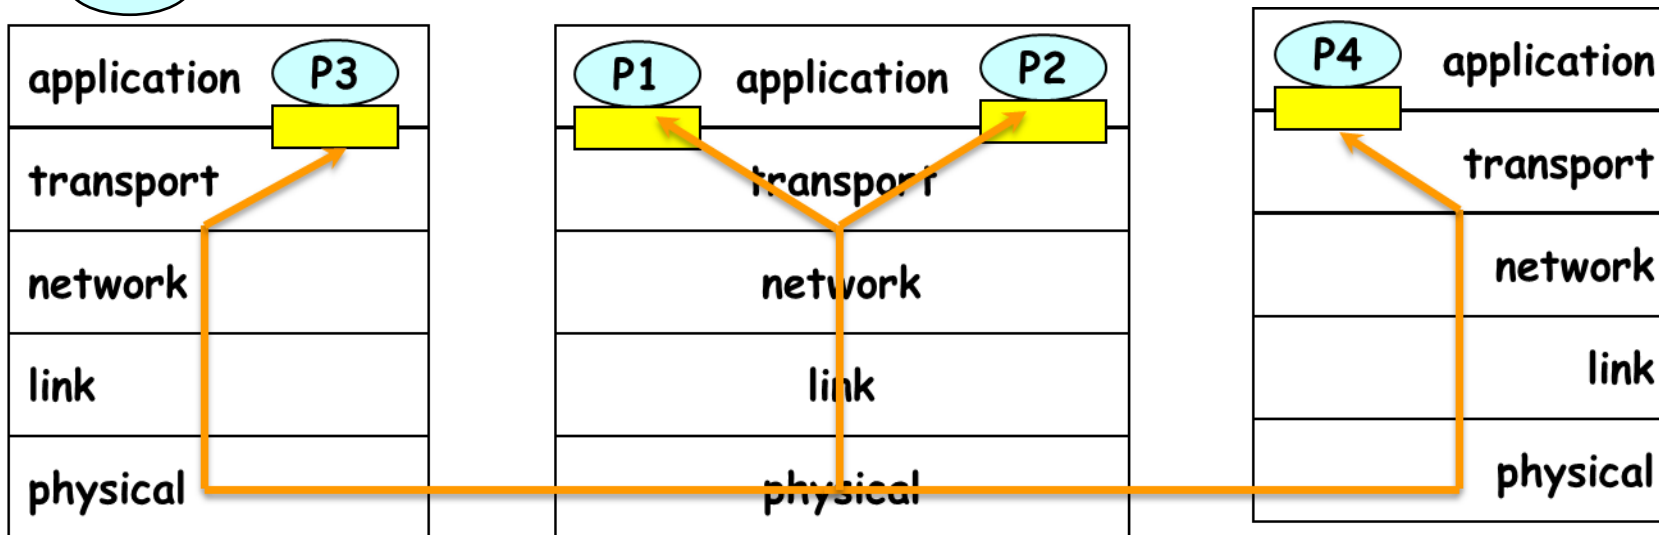 application P3
transport
network
link
physical
P1 application P2
transport
network
link
physical
P4 application
transport
network
link
physical